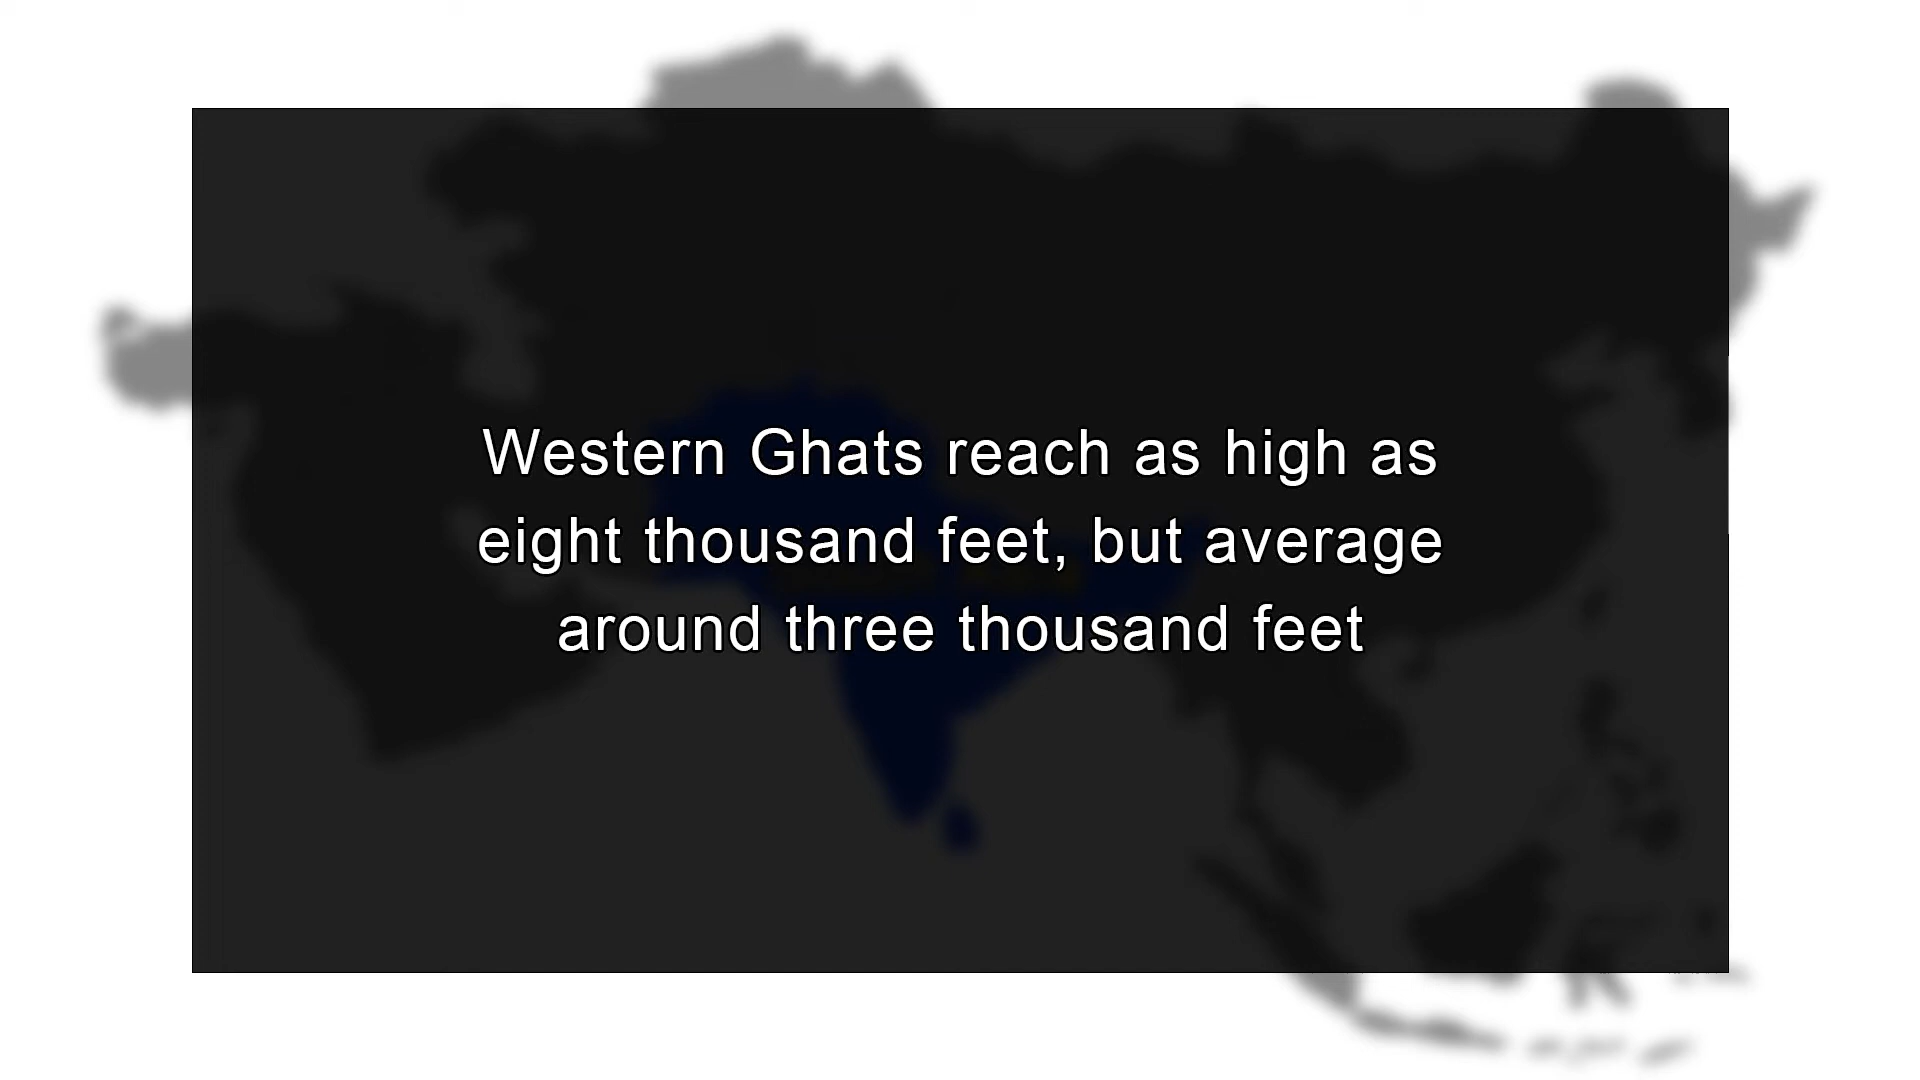 Western Ghats reach as high as
eight thousand feet, but average
around three thousand feet